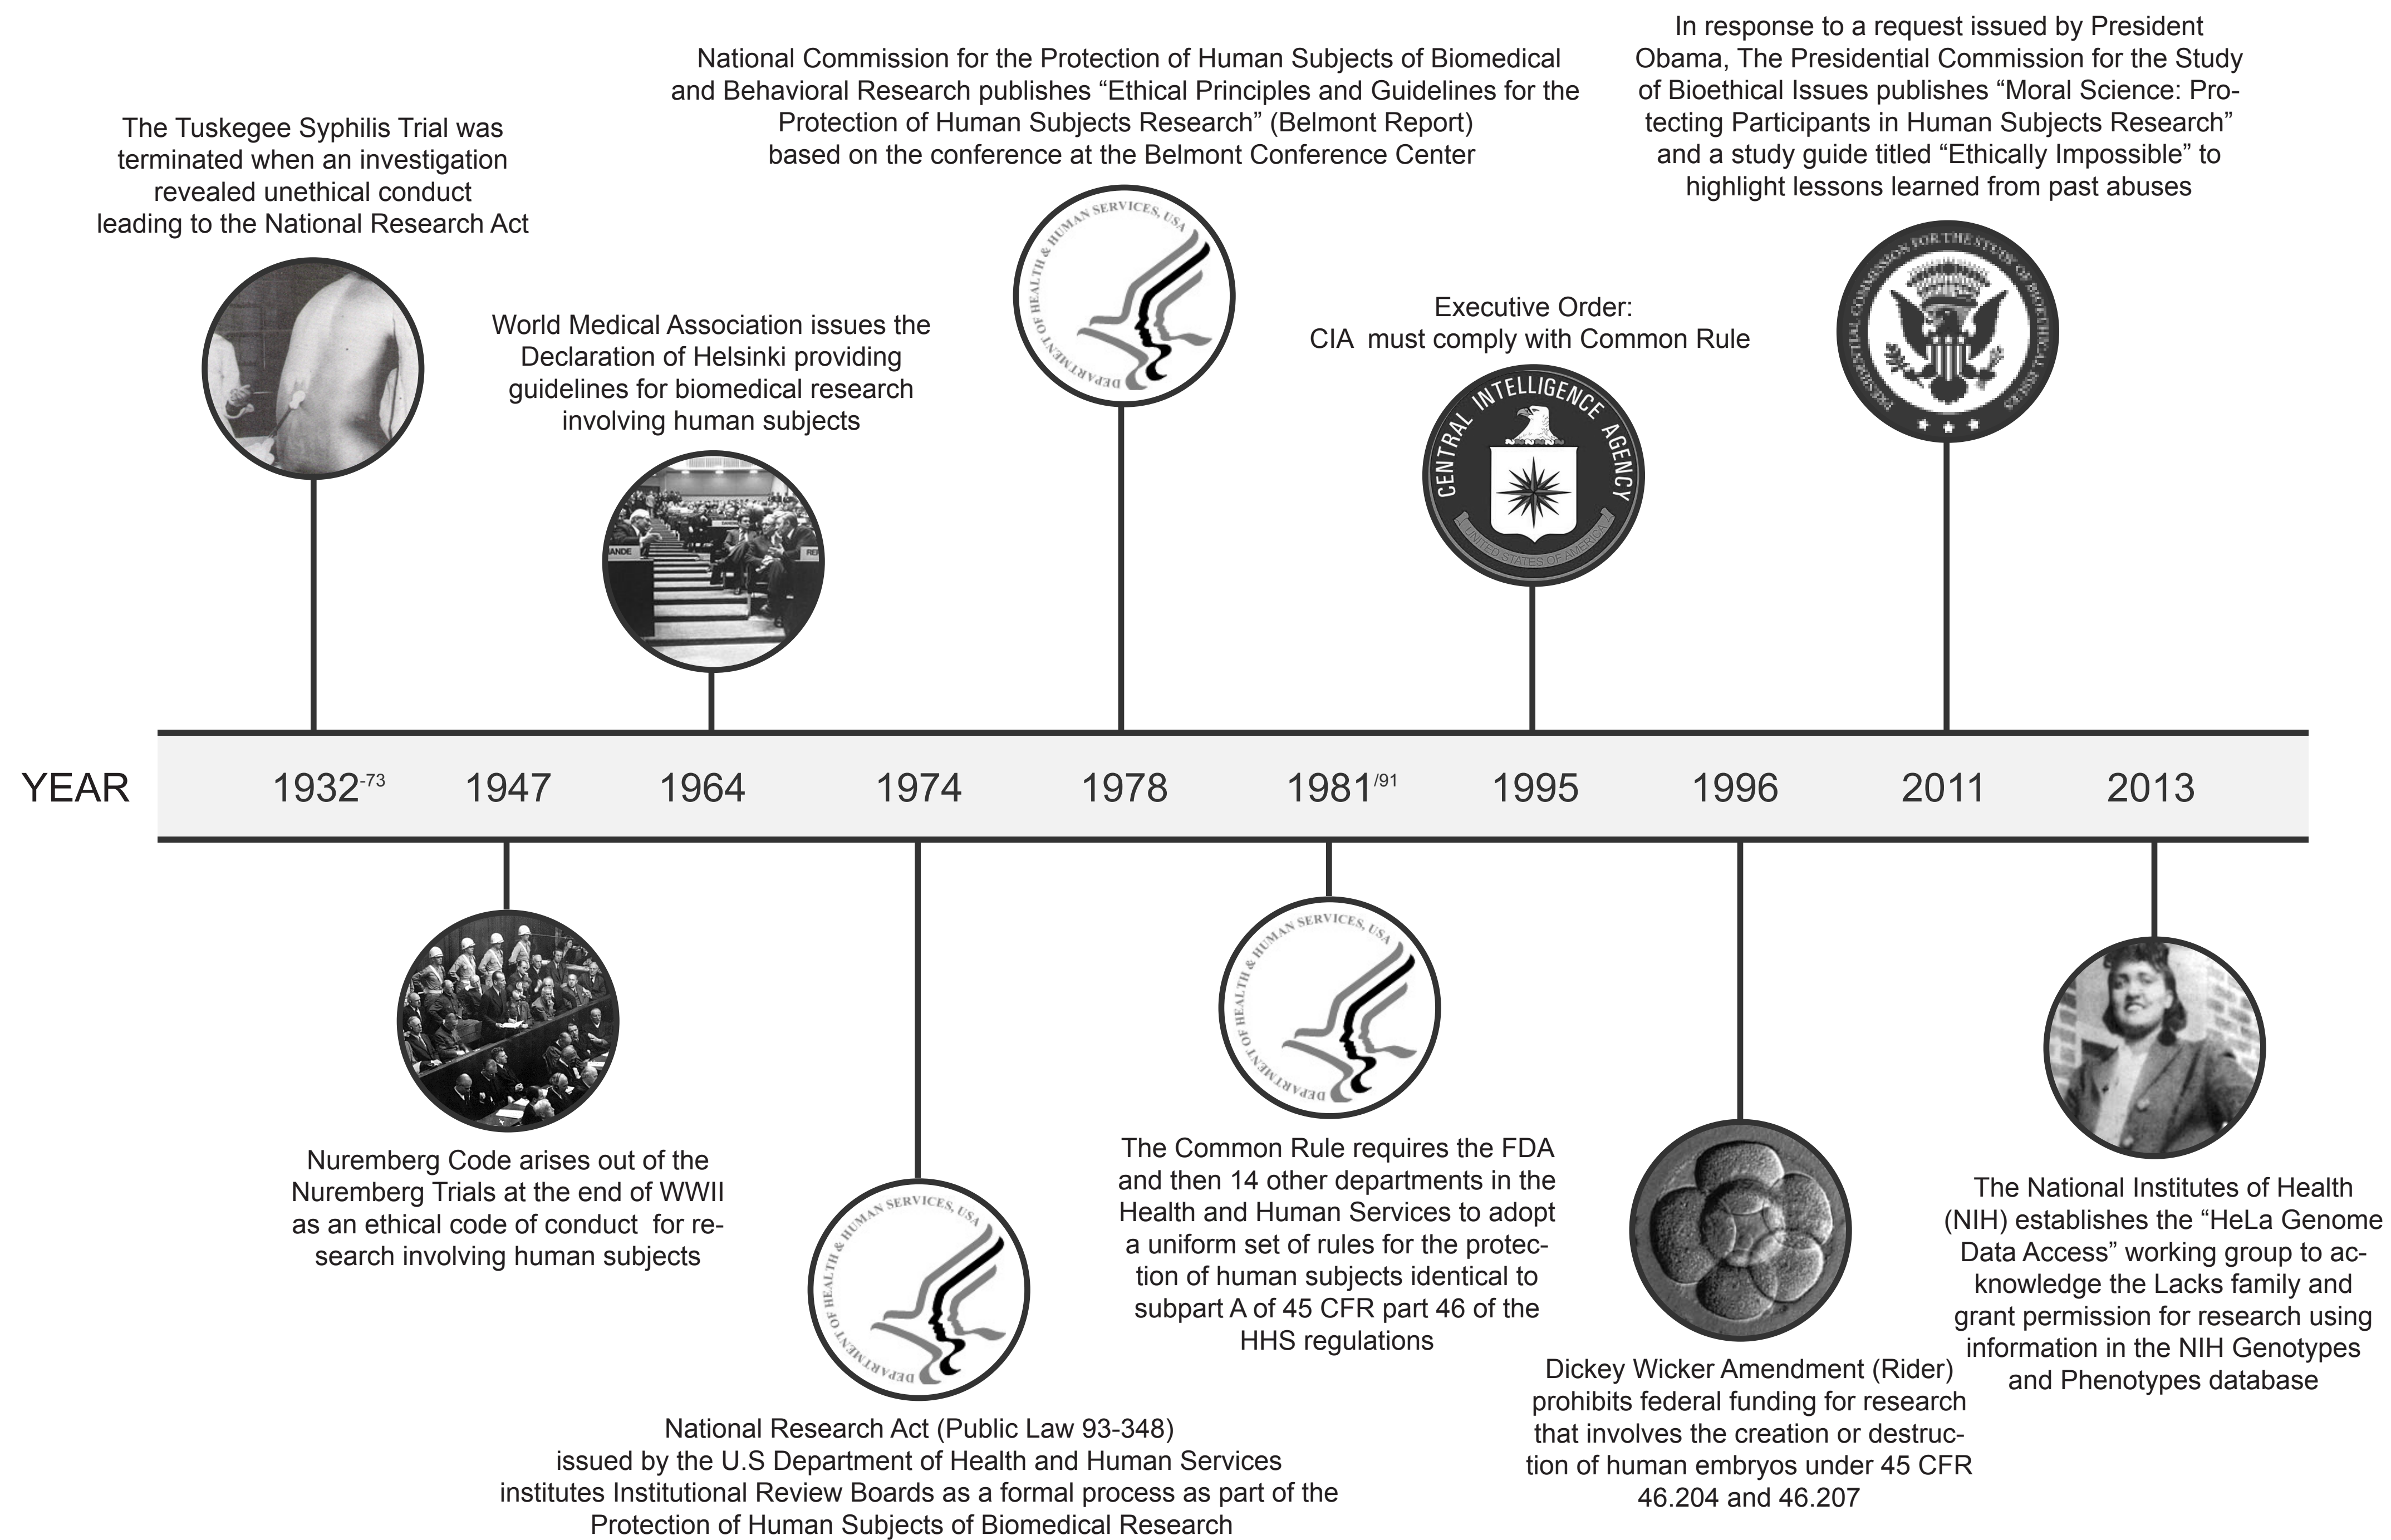 In response to a request issued by President
Obama, The Presidential Commission for the Study
of Bioethical Issues publishes “Moral Science: Pro-
tecting Participants in Human Subjects Research”
and a study guide titled “Ethically Impossible” to
highlight lessons learned from past abuses
National Commission for the Protection of Human Subjects of Biomedical
and Behavioral Research publishes “Ethical Principles and Guidelines for the
Protection of Human Subjects Research” (Belmont Report)
based on the conference at the Belmont Conference Center
The Tuskegee Syphilis Trial was
terminated when an investigation
revealed unethical conduct
leading to the National Research Act
World Medical Association issues the
Declaration of Helsinki providing
guidelines for biomedical research
involving human subjects
ANDE
DEPARTMENT OF HEALTH & HUMAN SERVICES, USA
Executive Order:
CIA  must comply with Common Rule
CENTRAL INTELLIGENCE AGENCY
UNITED STATES OF AMERICA
PRESIDENTIAL COMMISSION FOR THE STUDY OF BIOETHICAL ISSUES
YEAR 1932-73 1947 1964 1974 1978 1981/91 1995 1996 2011 2013
Nuremberg Code arises out of the
Nuremberg Trials at the end of WWII
as an ethical code of conduct  for re-
search involving human subjects
DEPARTMENT OF HEALTH & HUMAN SERVICES, USA
National Research Act (Public Law 93-348)
issued by the U.S Department of Health and Human Services
institutes Institutional Review Boards as a formal process as part of the
Protection of Human Subjects of Biomedical Research
DEPARTMENT OF HEALTH & HUMAN SERVICES, USA
The Common Rule requires the FDA
and then 14 other departments in the
Health and Human Services to adopt
a uniform set of rules for the protec-
tion of human subjects identical to
subpart A of 45 CFR part 46 of the
HHS regulations
Dickey Wicker Amendment (Rider)
prohibits federal funding for research
that involves the creation or destruc-
tion of human embryos under 45 CFR
46.204 and 46.207
The National Institutes of Health
(NIH) establishes the “HeLa Genome
Data Access” working group to ac-
knowledge the Lacks family and
grant permission for research using
information in the NIH Genotypes
and Phenotypes database